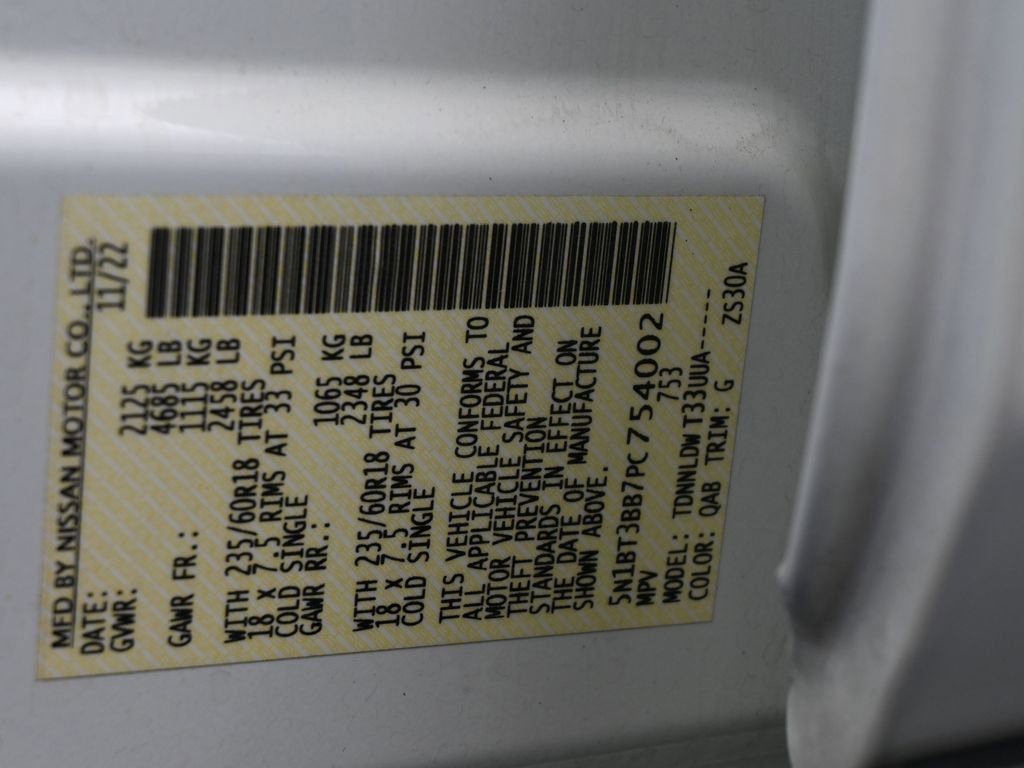 MFD BY NISSAN MOTOR CO.,LTD.
DATE: 11/22
GVWR: 2125 KG
4685 LB
GAWR FR.: 1115 KG
2458 LB
WITH 235/60R18 TIRES
18 X 7.5 RIMS AT 33 PSI
COLD SINGLE
GAWR RR.: 1065 KG
2348 LB
WITH 235/60R18 TIRES
18 X 7.5 RIMS AT 30 PSI
COLD SINGLE
THIS VEHICLE CONFORMS TO
ALL APPLICABLE FEDERAL
MOTOR VEHICLE SAFETY AND
THEFT PREVENTION
STANDARDS IN EFFECT ON
THE DATE OF MANUFACTURE
SHOWN ABOVE.
5N1BT3BB7PC754002
MPV 753
MODEL: TDNNLDWT33UUA-----
COLOR: QAB TRIM: G ZS30A